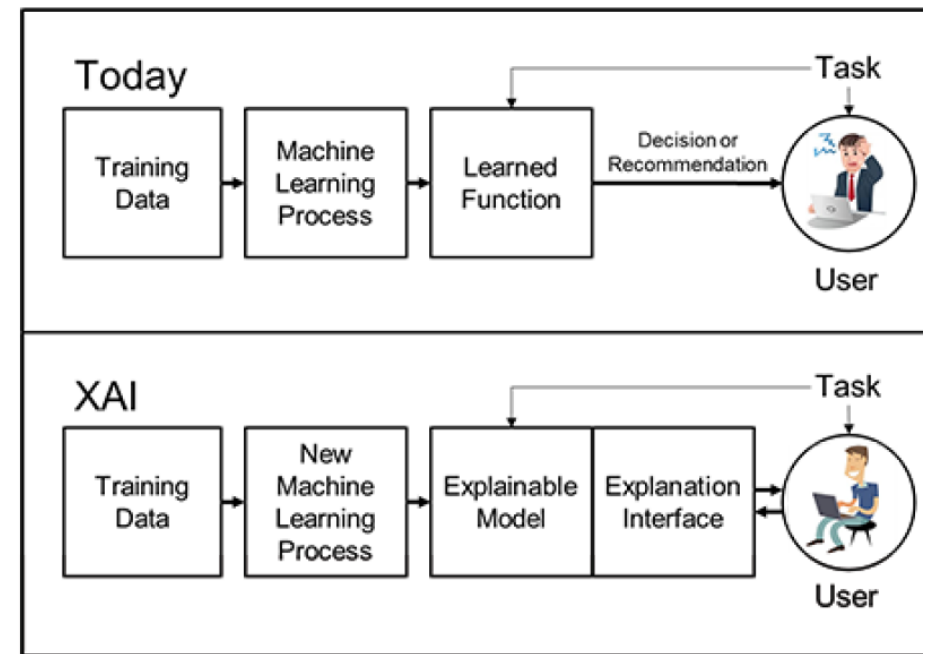 Today
Task
Training
Data
Machine
Learning
Process
Learned
Function
Decision or
Recommendation
User
XAI
Task
Training
Data
New
Machine
Learning
Process
Explainable
Model
Explanation
Interface
User